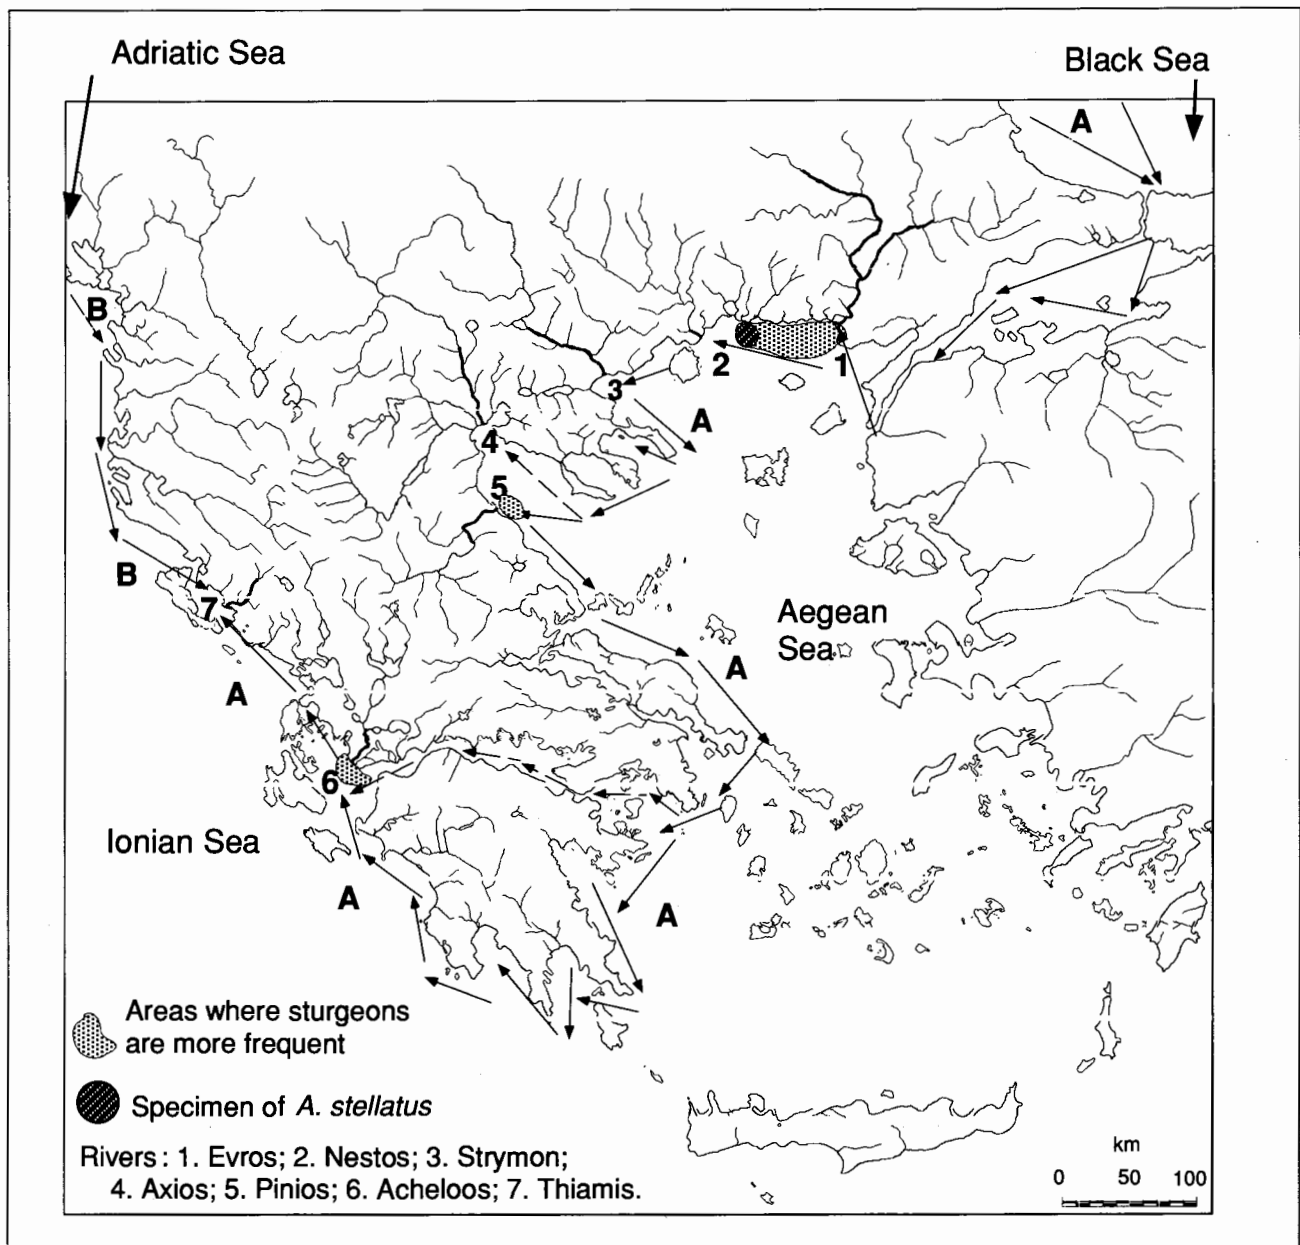 Adriatic Sea
Black Sea
A
B
2
1
3
A
4
5
B
7
Aegean
Sea
A
A
6
Ionian Sea
A
A
Areas where sturgeons
are more frequent
Specimen of A. stellatus
Rivers: 1. Evros; 2. Nestos; 3. Strymon;
4. Axios; 5. Pinios; 6. Acheloos; 7. Thiamis.
km
0 50 100